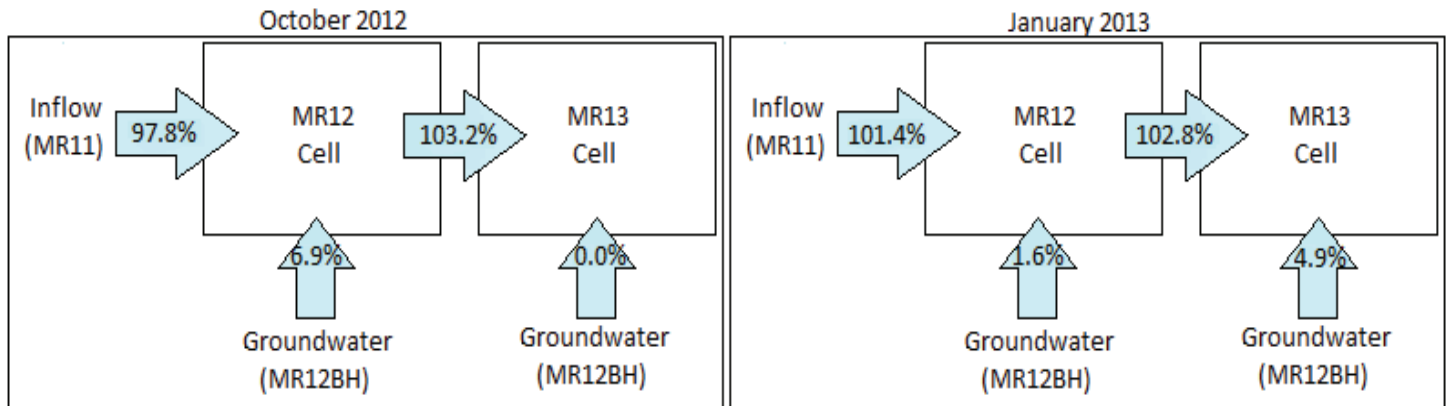 October 2012
Inflow
(MR11)
97.8%
MR12
Cell
103.2%
MR13
Cell
6.9%
0.0%
Groundwater
(MR12BH)
Groundwater
(MR12BH)
January 2013
Inflow
(MR11)
101.4%
MR12
Cell
102.8%
MR13
Cell
1.6%
4.9%
Groundwater
(MR12BH)
Groundwater
(MR12BH)